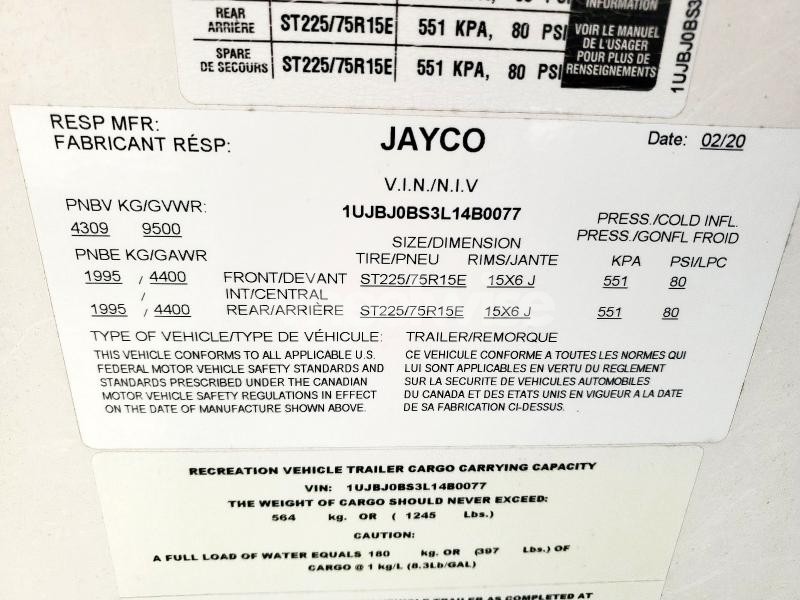 INFORMATION
REAR
ARRIÈRE ST225/75R15E 551 KPA, 80 PSI
SPARE
DE SECOURS ST225/75R15E 551 KPA, 80 PSI
VOIR LE MANUEL
DE L'USAGER
POUR PLUS DE
RENSEIGNEMENTS
1UJBJ0BS3
RESP MFR:
FABRICANT RÉSP: JAYCO Date: 02/20
V.I.N./N.I.V
1UJBJ0BS3L14B0077
PNBV KG/GVWR:
4309 9500
PNBE KG/GAWR
SIZE/DIMENSION PRESS./COLD INFL.
TIRE/PNEU RIMS/JANTE PRESS./GONFL FROID
KPA PSI/LPC
1995 / 4400 FRONT/DEVANT ST225/75R15E 15X6 J 551 80
/ INT/CENTRAL
1995 / 4400 REAR/ARRIÈRE ST225/75R15E 15X6 J 551 80
TYPE OF VEHICLE/TYPE DE VÉHICULE: TRAILER/REMORQUE
THIS VEHICLE CONFORMS TO ALL APPLICABLE U.S.
FEDERAL MOTOR VEHICLE SAFETY STANDARDS AND
STANDARDS PRESCRIBED UNDER THE CANADIAN
MOTOR VEHICLE SAFETY REGULATIONS IN EFFECT
ON THE DATE OF MANUFACTURE SHOWN ABOVE.
CE VEHICULE CONFORME A TOUTES LES NORMES QUI
LUI SONT APPLICABLES EN VERTU DU REGLEMENT
SUR LA SECURITE DE VEHICULES AUTOMOBILES
DU CANADA ET DES ETATS UNIS EN VIGUEUR A LA DATE
DE SA FABRICATION CI-DESSUS.
RECREATION VEHICLE TRAILER CARGO CARRYING CAPACITY
VIN: 1UJBJ0BS3L14B0077
THE WEIGHT OF CARGO SHOULD NEVER EXCEED:
564 kg. OR ( 1245 Lbs.)
CAUTION:
A FULL LOAD OF WATER EQUALS 180 kg. OR (397 Lbs.) OF
CARGO @ 1 kg/L (8.3Lb/GAL)
TRAILER AS COMPLETED AT